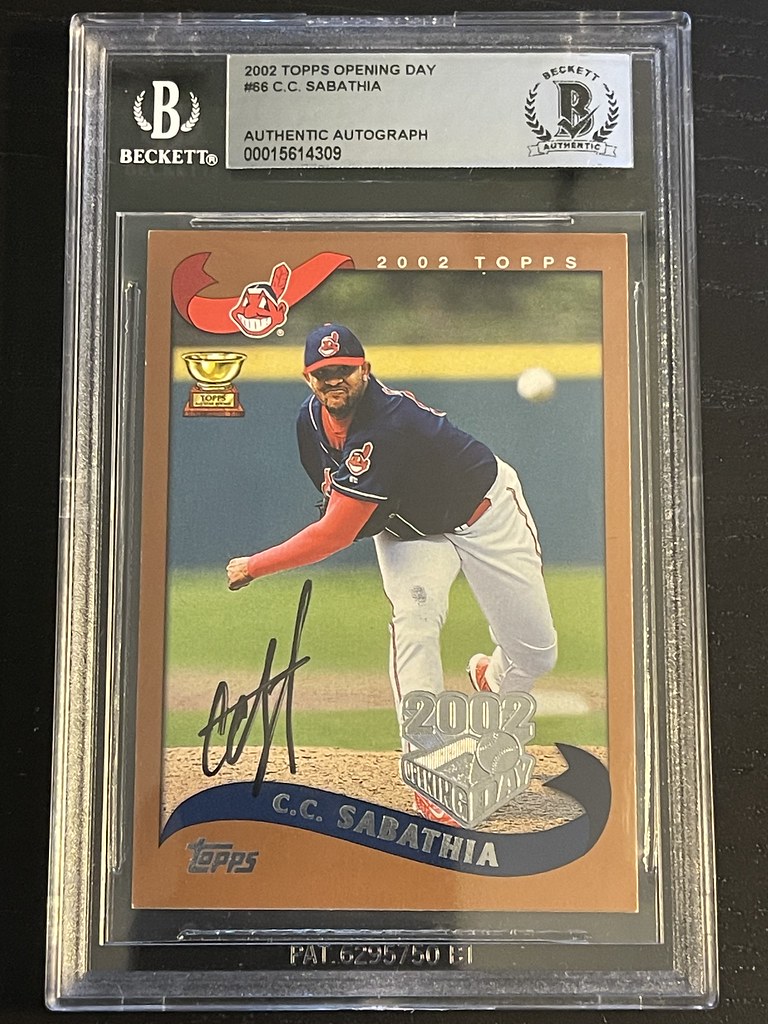 2002 TOPPS OPENING DAY
#66 C.C. SABATHIA
AUTHENTIC AUTOGRAPH
00015614309
B
BECKETT®
BECKETT
B
AUTHENTIC
2002 TOPPS
®
TOPPS
2002
OPENING DAY
C.C. SABATHIA
Topps
PAT.6295750 B1